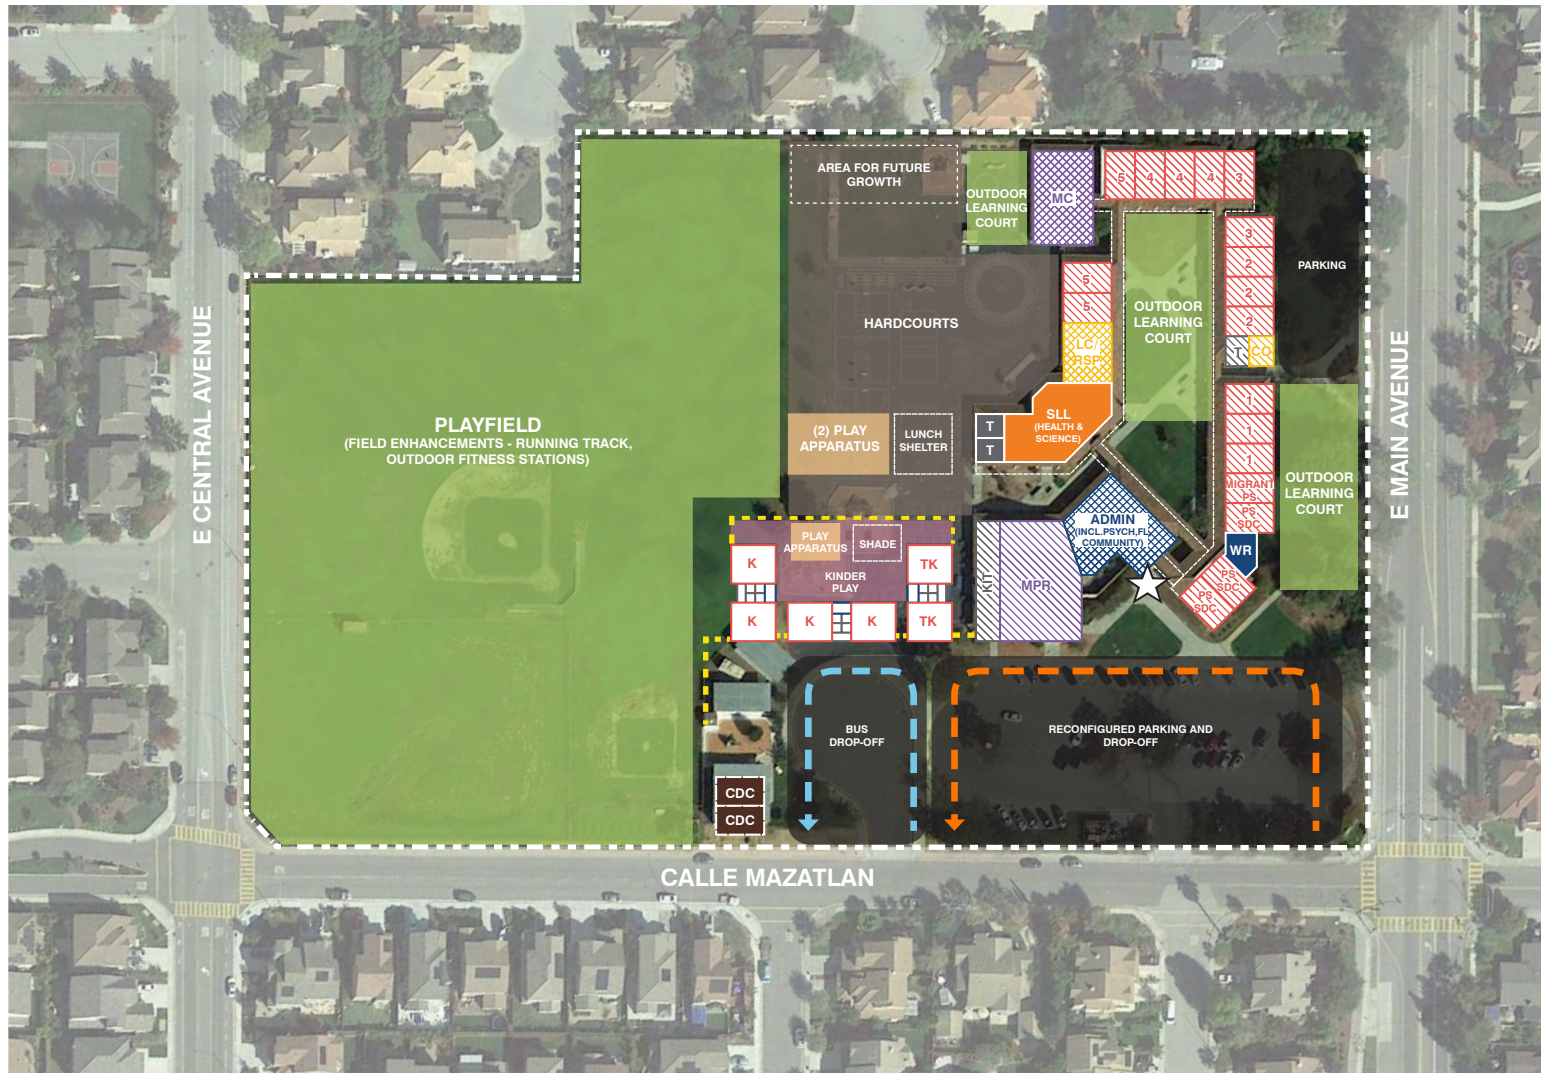 AREA FOR FUTURE
GROWTH
OUTDOOR
LEARNING
COURT
MC
5 4 4 4 3
3
2
2
2
T CO
PARKING
5
5
LC/
RSP
OUTDOOR
LEARNING
COURT
HARDCOURTS
E CENTRAL AVENUE
E MAIN AVENUE
PLAYFIELD
(FIELD ENHANCEMENTS - RUNNING TRACK,
OUTDOOR FITNESS STATIONS)
(2) PLAY
APPARATUS
LUNCH
SHELTER
T
T
SLL
(HEALTH &
SCIENCE)
1
1
1
MIGRANT
PS
PS
SDC
OUTDOOR
LEARNING
COURT
ADMIN
(INCL.PSYCH,FL,
COMMUNITY)
WR
PS
SDC
PS
SDC
PLAY
APPARATUS
SHADE
KINDER
PLAY
K
TK
K
K
K
TK
KIT
MPR
BUS
DROP-OFF
RECONFIGURED PARKING AND
DROP-OFF
CDC
CDC
CALLE MAZATLAN